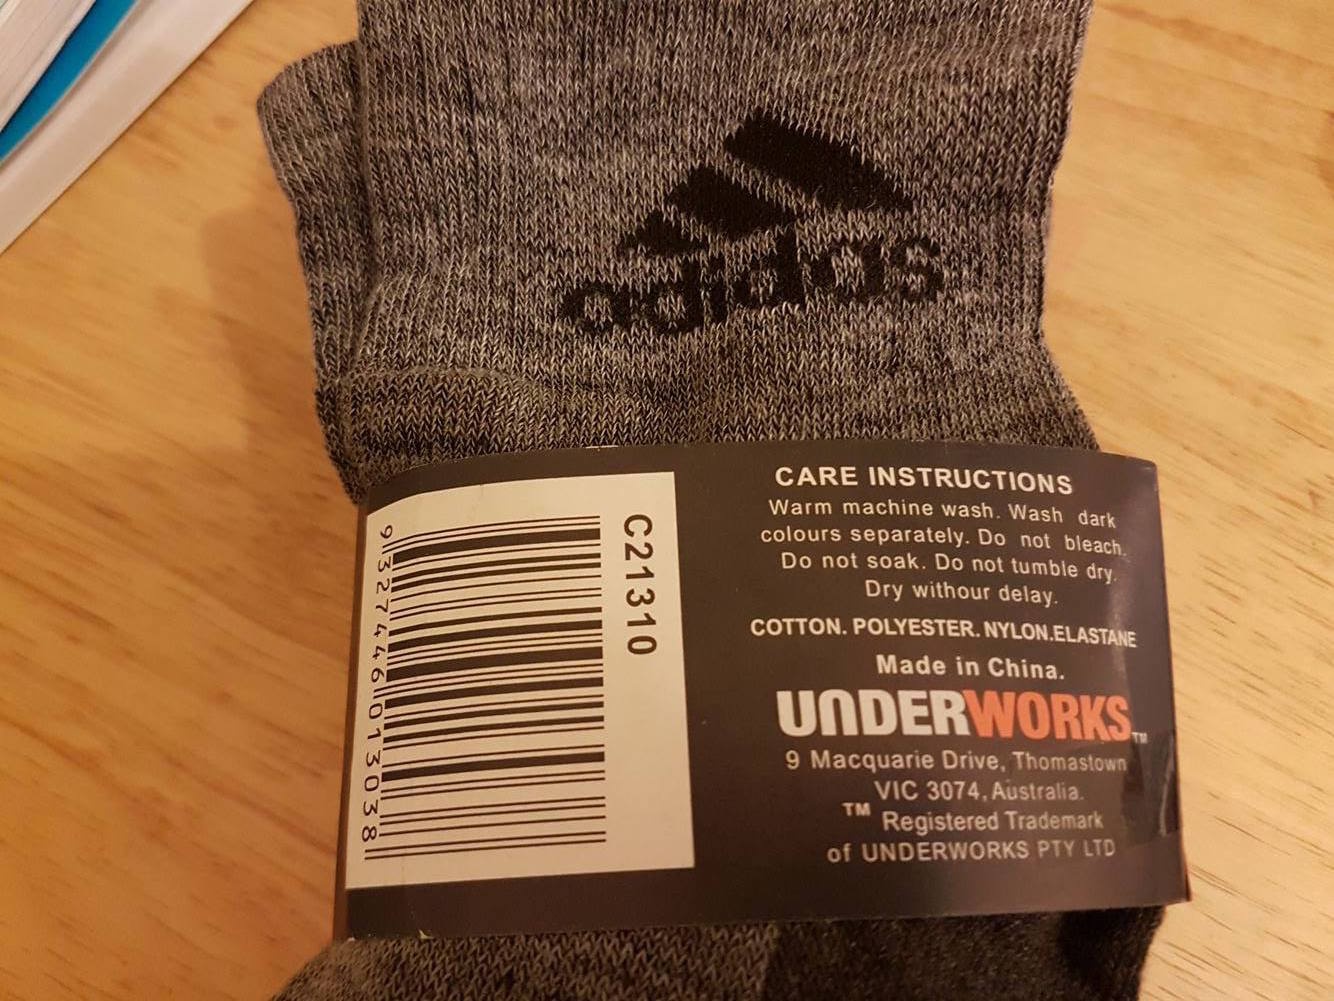 adidas
C21310
9 327446 013038
CARE INSTRUCTIONS
Warm machine wash. Wash dark
colours separately. Do not bleach.
Do not soak. Do not tumble dry.
Dry withour delay.
COTTON. POLYESTER. NYLON.ELASTANE
Made in China.
UNDERWORKS™
9 Macquarie Drive, Thomastown
VIC 3074, Australia.
™ Registered Trademark
of UNDERWORKS PTY LTD